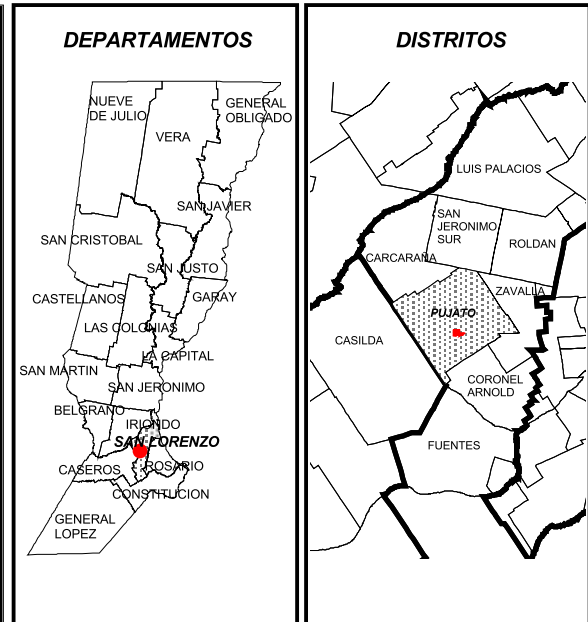 DEPARTAMENTOS
NUEVE
DE JULIO
GENERAL
OBLIGADO
VERA
SAN JAVIER
SAN CRISTOBAL
SAN JUSTO
CASTELLANOS
GARAY
LAS COLONIAS
LA CAPITAL
SAN MARTIN
SAN JERONIMO
BELGRANO
IRIONDO
SAN LORENZO
CASEROS
ROSARIO
CONSTITUCION
GENERAL
LOPEZ
DISTRITOS
LUIS PALACIOS
SAN
JERONIMO
SUR
ROLDAN
CARCARAÑA
ZAVALLA
PUJATO
CASILDA
CORONEL
ARNOLD
FUENTES